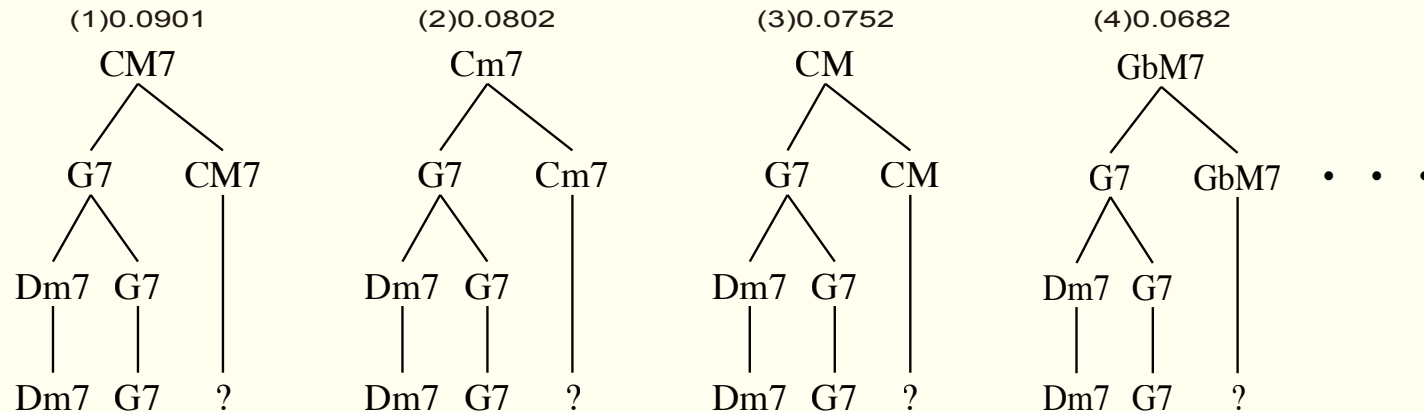 (1)0.0901 (2)0.0802 (3)0.0752 (4)0.0682
CM7 Cm7 CM GbM7
G7 CM7 G7 Cm7 G7 CM G7 GbM7 • • •
Dm7 G7 Dm7 G7 Dm7 G7 Dm7 G7
Dm7 G7 ? Dm7 G7 ? Dm7 G7 ? Dm7 G7 ?